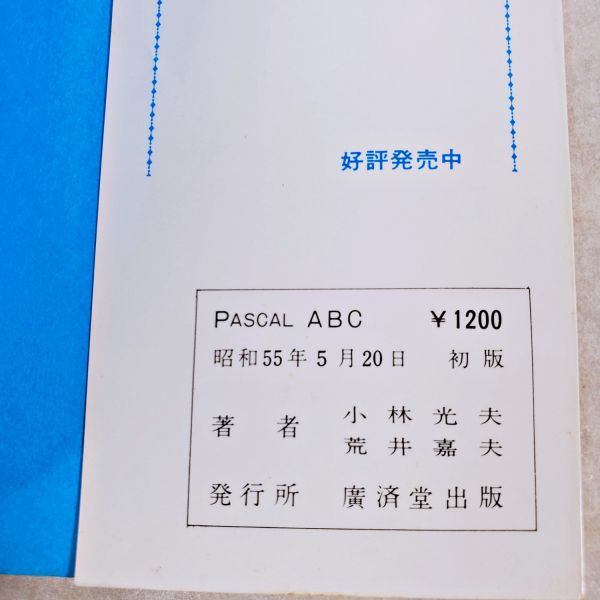 好評発売中
PASCAL ABC ¥1200
昭和55年5月20日 初版
著者 小林光夫
荒井嘉夫
発行所 廣済堂出版